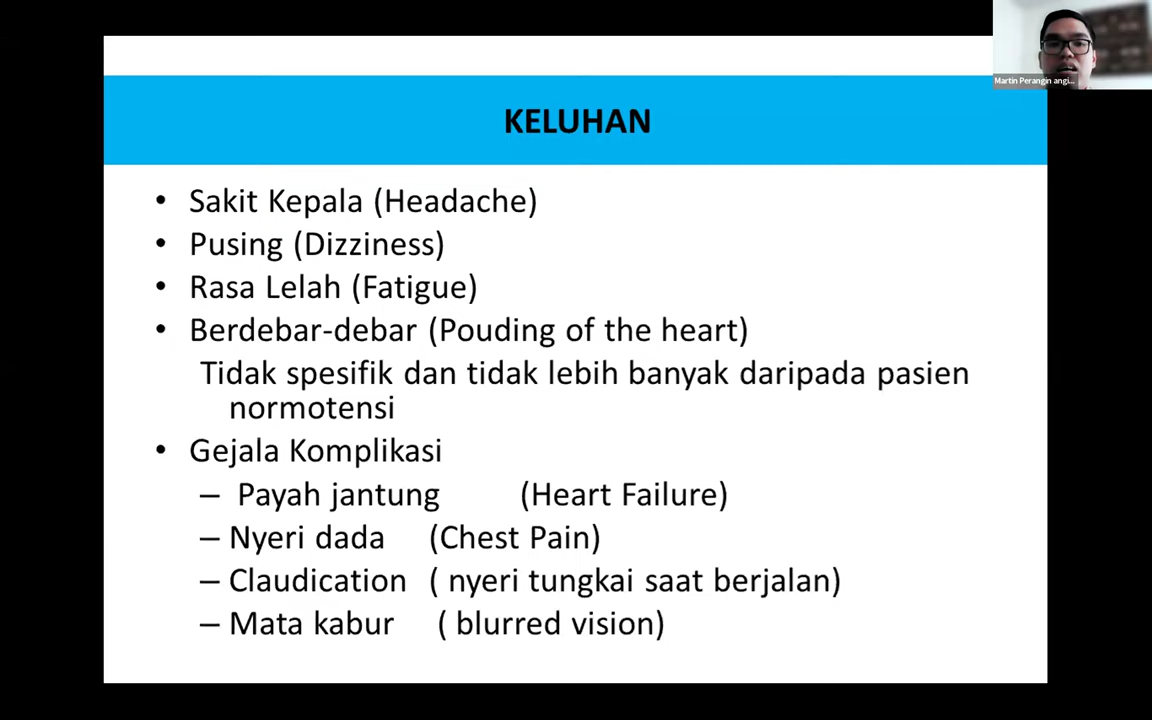 Martin Perangin angi...
KELUHAN
• Sakit Kepala (Headache)
• Pusing (Dizziness)
• Rasa Lelah (Fatigue)
• Berdebar-debar (Pouding of the heart)
Tidak spesifik dan tidak lebih banyak daripada pasien
normotensi
• Gejala Komplikasi
– Payah jantung (Heart Failure)
– Nyeri dada (Chest Pain)
– Claudication ( nyeri tungkai saat berjalan)
– Mata kabur ( blurred vision)